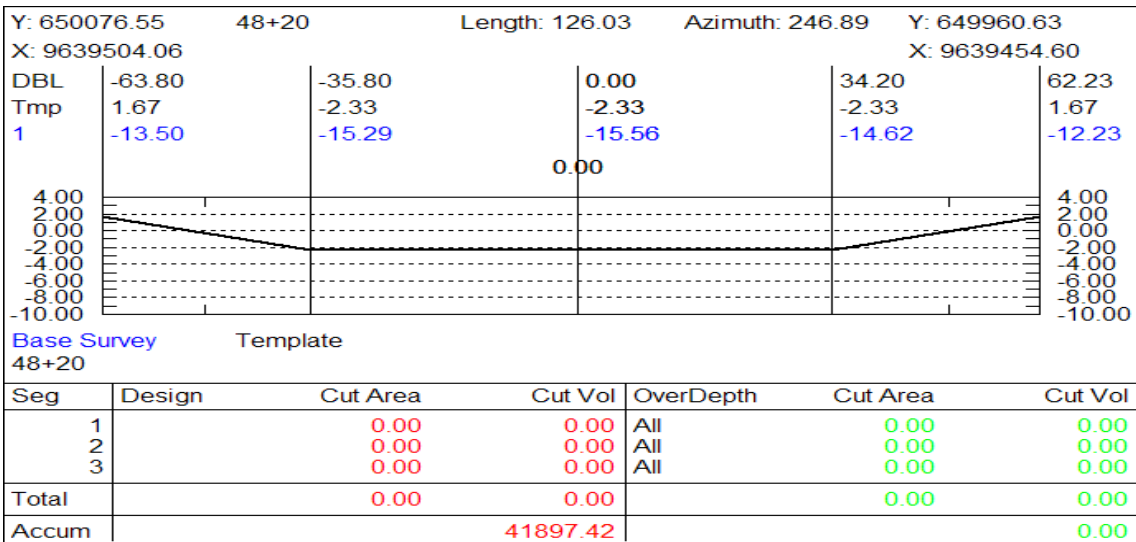 Y: 650076.55 48+20 Length: 126.03 Azimuth: 246.89 Y: 649960.63
X: 9639504.06 X: 9639454.60
DBL -63.80 -35.80 0.00 34.20 62.23
Tmp 1.67 -2.33 -2.33 -2.33 1.67
1 -13.50 -15.29 -15.56 -14.62 -12.23
0.00
4.00 4.00
2.00 2.00
0.00 0.00
-2.00 -2.00
-4.00 -4.00
-6.00 -6.00
-8.00 -8.00
-10.00 -10.00
Base Survey Template
48+20
Seg Design Cut Area Cut Vol OverDepth Cut Area Cut Vol
1 0.00 0.00 All 0.00 0.00
2 0.00 0.00 All 0.00 0.00
3 0.00 0.00 All 0.00 0.00
Total 0.00 0.00 0.00 0.00
Accum 41897.42 0.00